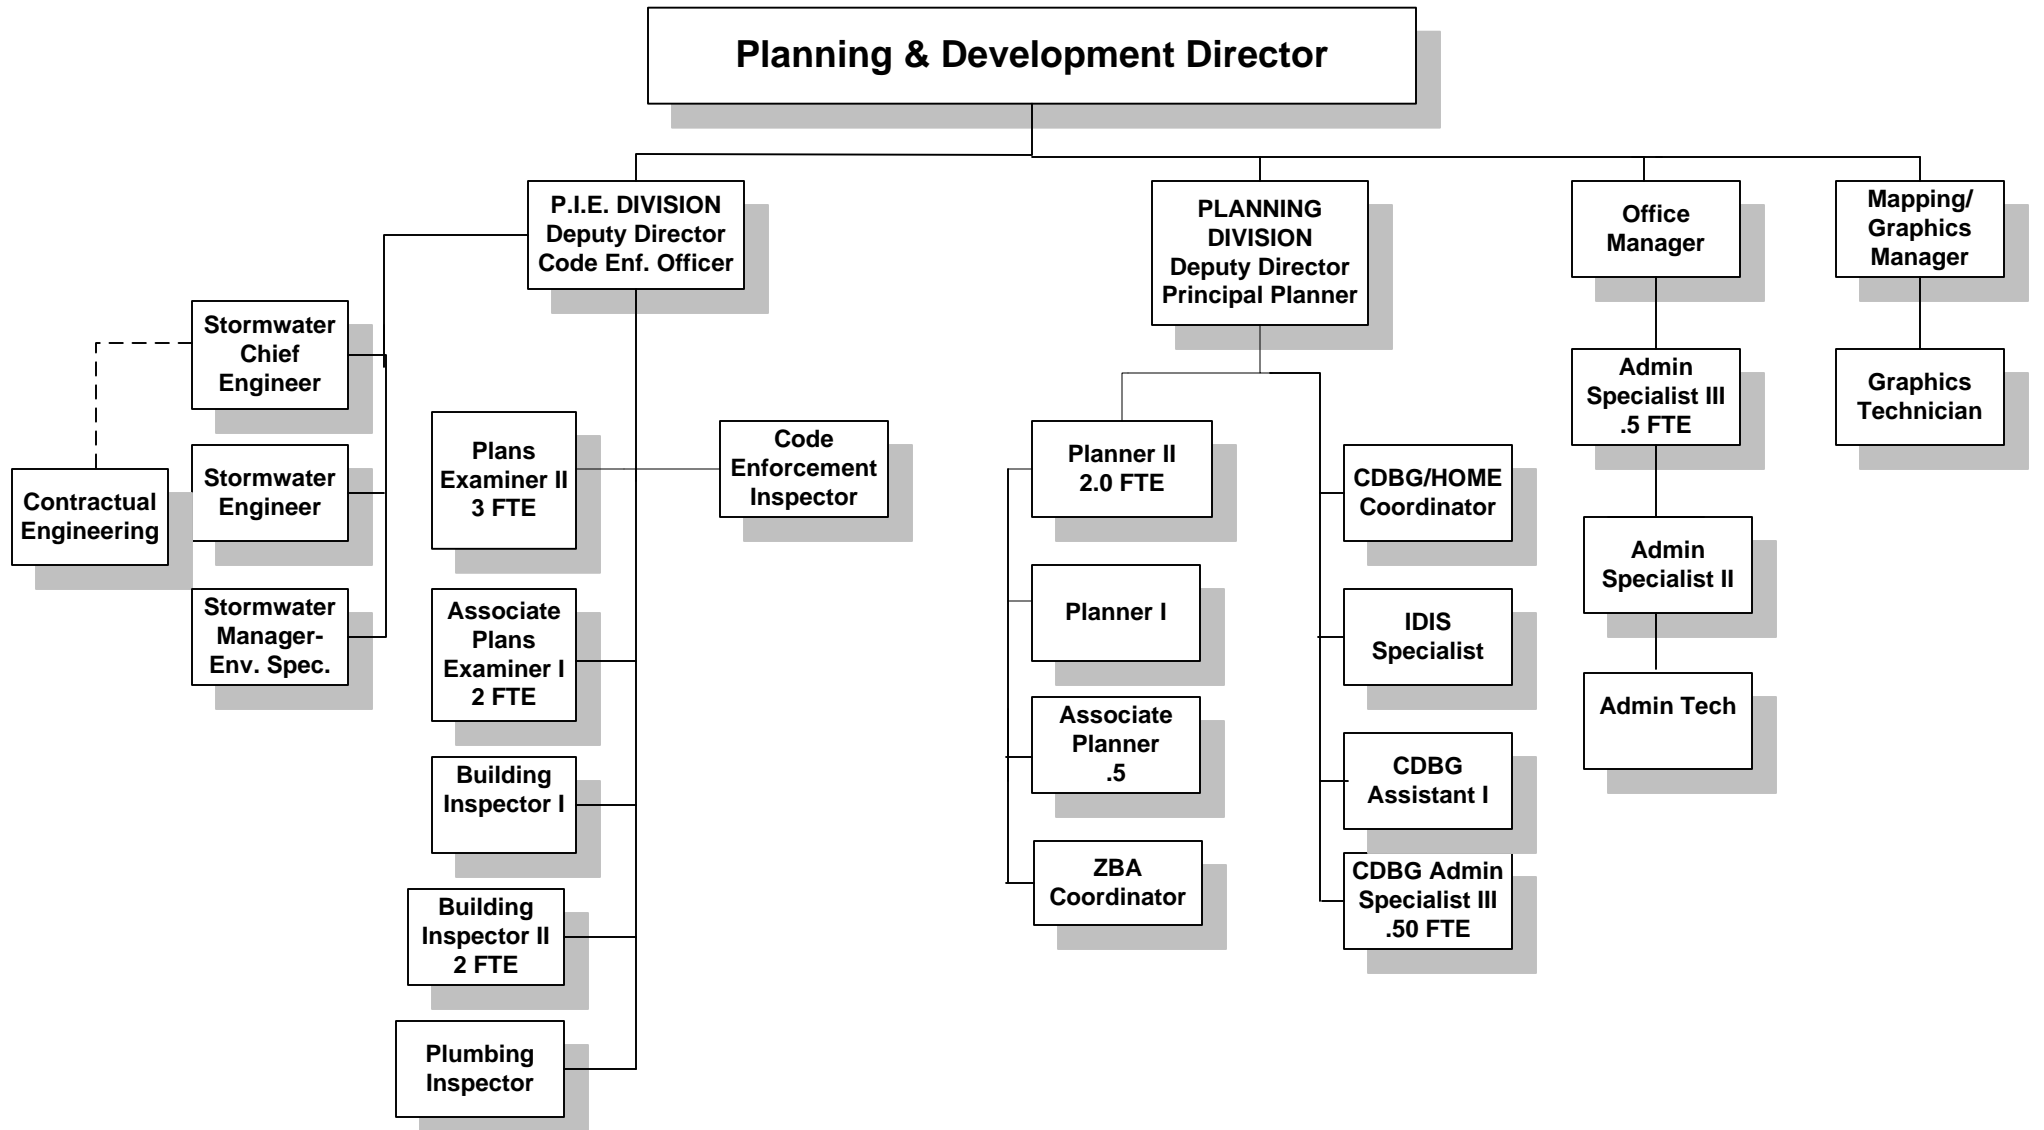 Planning & Development Director
P.I.E. DIVISION
Deputy Director
Code Enf. Officer
PLANNING
DIVISION
Deputy Director
Principal Planner
Office
Manager
Mapping/
Graphics
Manager
Stormwater
Chief
Engineer
Stormwater
Engineer
Stormwater
Manager-
Env. Spec.
Contractual
Engineering
Plans
Examiner II
3 FTE
Code
Enforcement
Inspector
Associate
Plans
Examiner I
2 FTE
Building
Inspector I
Building
Inspector II
2 FTE
Plumbing
Inspector
Planner II
2.0 FTE
Planner I
Associate
Planner
.5
ZBA
Coordinator
CDBG/HOME
Coordinator
IDIS
Specialist
CDBG
Assistant I
CDBG Admin
Specialist III
.50 FTE
Admin
Specialist III
.5 FTE
Admin
Specialist II
Admin Tech
Graphics
Technician